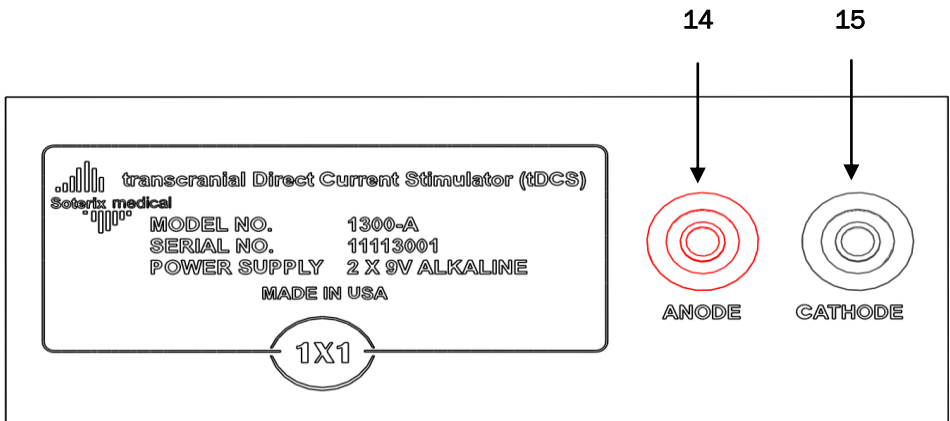 14 15
transcranial Direct Current Stimulator (tDCS)
Soterix medical
MODEL NO. 1300-A
SERIAL NO. 11113001
POWER SUPPLY 2 X 9V ALKALINE
MADE IN USA
1X1
ANODE CATHODE